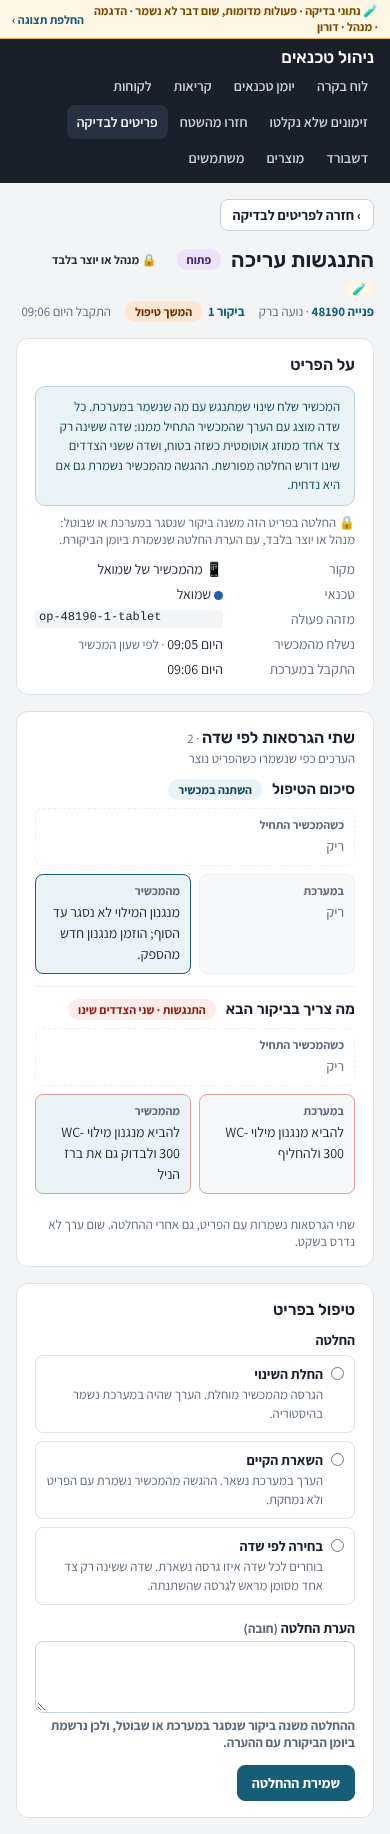 🧪 נתוני בדיקה · פעולות מדומות, שום דבר לא נשמר · הדגמה
· מנהל · דורון
החלפת תצוגה ›
ניהול טכנאים
לוח בקרה
יומן טכנאים
קריאות
לקוחות
זימונים שלא נקלטו
חזרו מהשטח
פריטים לבדיקה
דשבורד
מוצרים
משתמשים
› חזרה לפריטים לבדיקה
התנגשות עריכה
פתוח
🔒 מנהל או יוצר בלבד
🧪
פנייה 48190 · נועה ברק
ביקור 1
המשך טיפול
התקבל היום 09:06
על הפריט
המכשיר שלח שינוי שמתנגש עם מה שנשמר במערכת. כל
שדה מוצג עם הערך שהמכשיר התחיל ממנו: שדה ששינה רק
צד אחד ממוזג אוטומטית כשזה בטוח, ושדה ששני הצדדים
שינו דורש החלטה מפורשת. ההגשה מהמכשיר נשמרת גם אם
היא נדחית.
🔒 החלטה בפריט הזה משנה ביקור שנסגר במערכת או שבוטל:
מנהל או יוצר בלבד, עם הערת החלטה שנשמרת ביומן הביקורת.
מקור
📱 מהמכשיר של שמואל
טכנאי
שמואל
מזהה פעולה
op-48190-1-tablet
נשלח מהמכשיר
היום 09:05 · לפי שעון המכשיר
התקבל במערכת
היום 09:06
שתי הגרסאות לפי שדה · 2
הערכים כפי שנשמרו כשהפריט נוצר
סיכום הטיפול
השתנה במכשיר
כשהמכשיר התחיל
ריק
במערכת
ריק
מהמכשיר
מנגנון המילוי לא נסגר עד
הסוף; הוזמן מנגנון חדש
מהספק.
מה צריך בביקור הבא
התנגשות · שני הצדדים שינו
כשהמכשיר התחיל
ריק
במערכת
להביא מנגנון מילוי WC-
300 ולהחליף
מהמכשיר
להביא מנגנון מילוי WC-
300 ולבדוק גם את ברז
הניל
שתי הגרסאות נשמרות עם הפריט, גם אחרי ההחלטה. שום ערך לא
נדרס בשקט.
טיפול בפריט
החלטה
החלת השינוי
הגרסה מהמכשיר מוחלת. הערך שהיה במערכת נשמר
בהיסטוריה.
השארת הקיים
הערך במערכת נשאר. ההגשה מהמכשיר נשמרת עם הפריט
ולא נמחקת.
בחירה לפי שדה
בוחרים לכל שדה איזו גרסה נשארת. שדה ששינה רק צד
אחד מסומן מראש לגרסה שהשתנתה.
הערת החלטה (חובה)
ההחלטה משנה ביקור שנסגר במערכת או שבוטל, ולכן נרשמת
ביומן הביקורת עם ההערה.
שמירת ההחלטה